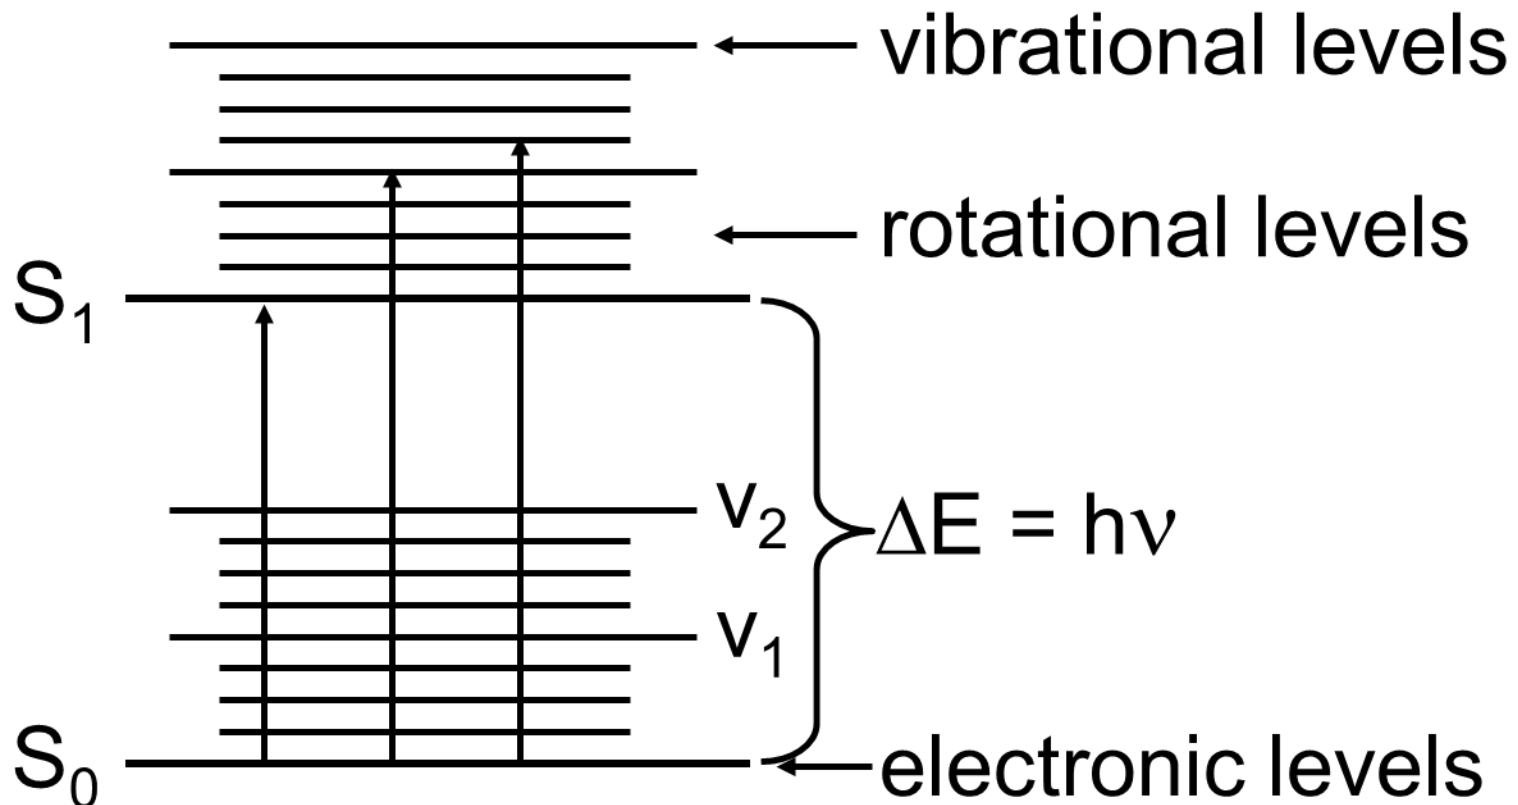 vibrational levels
rotational levels
S₁
v₂
ΔE = hν
v₁
S₀
electronic levels